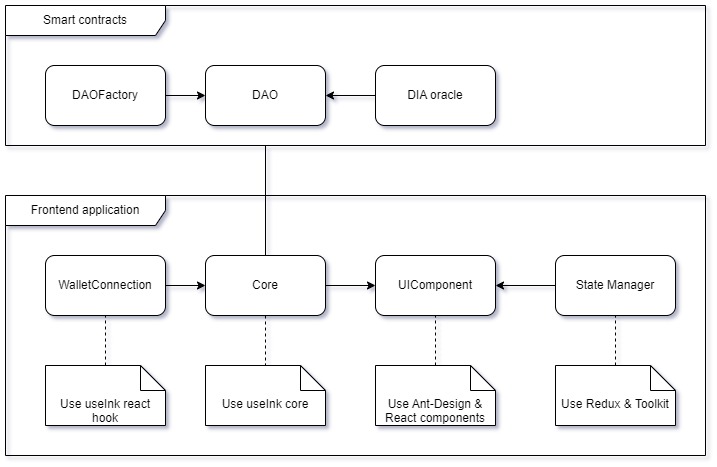 Smart contracts
DAOFactory
DAO
DIA oracle
Frontend application
WalletConnection
Core
UIComponent
State Manager
Use useInk react
hook
Use useInk core
Use Ant-Design &
React components
Use Redux & Toolkit